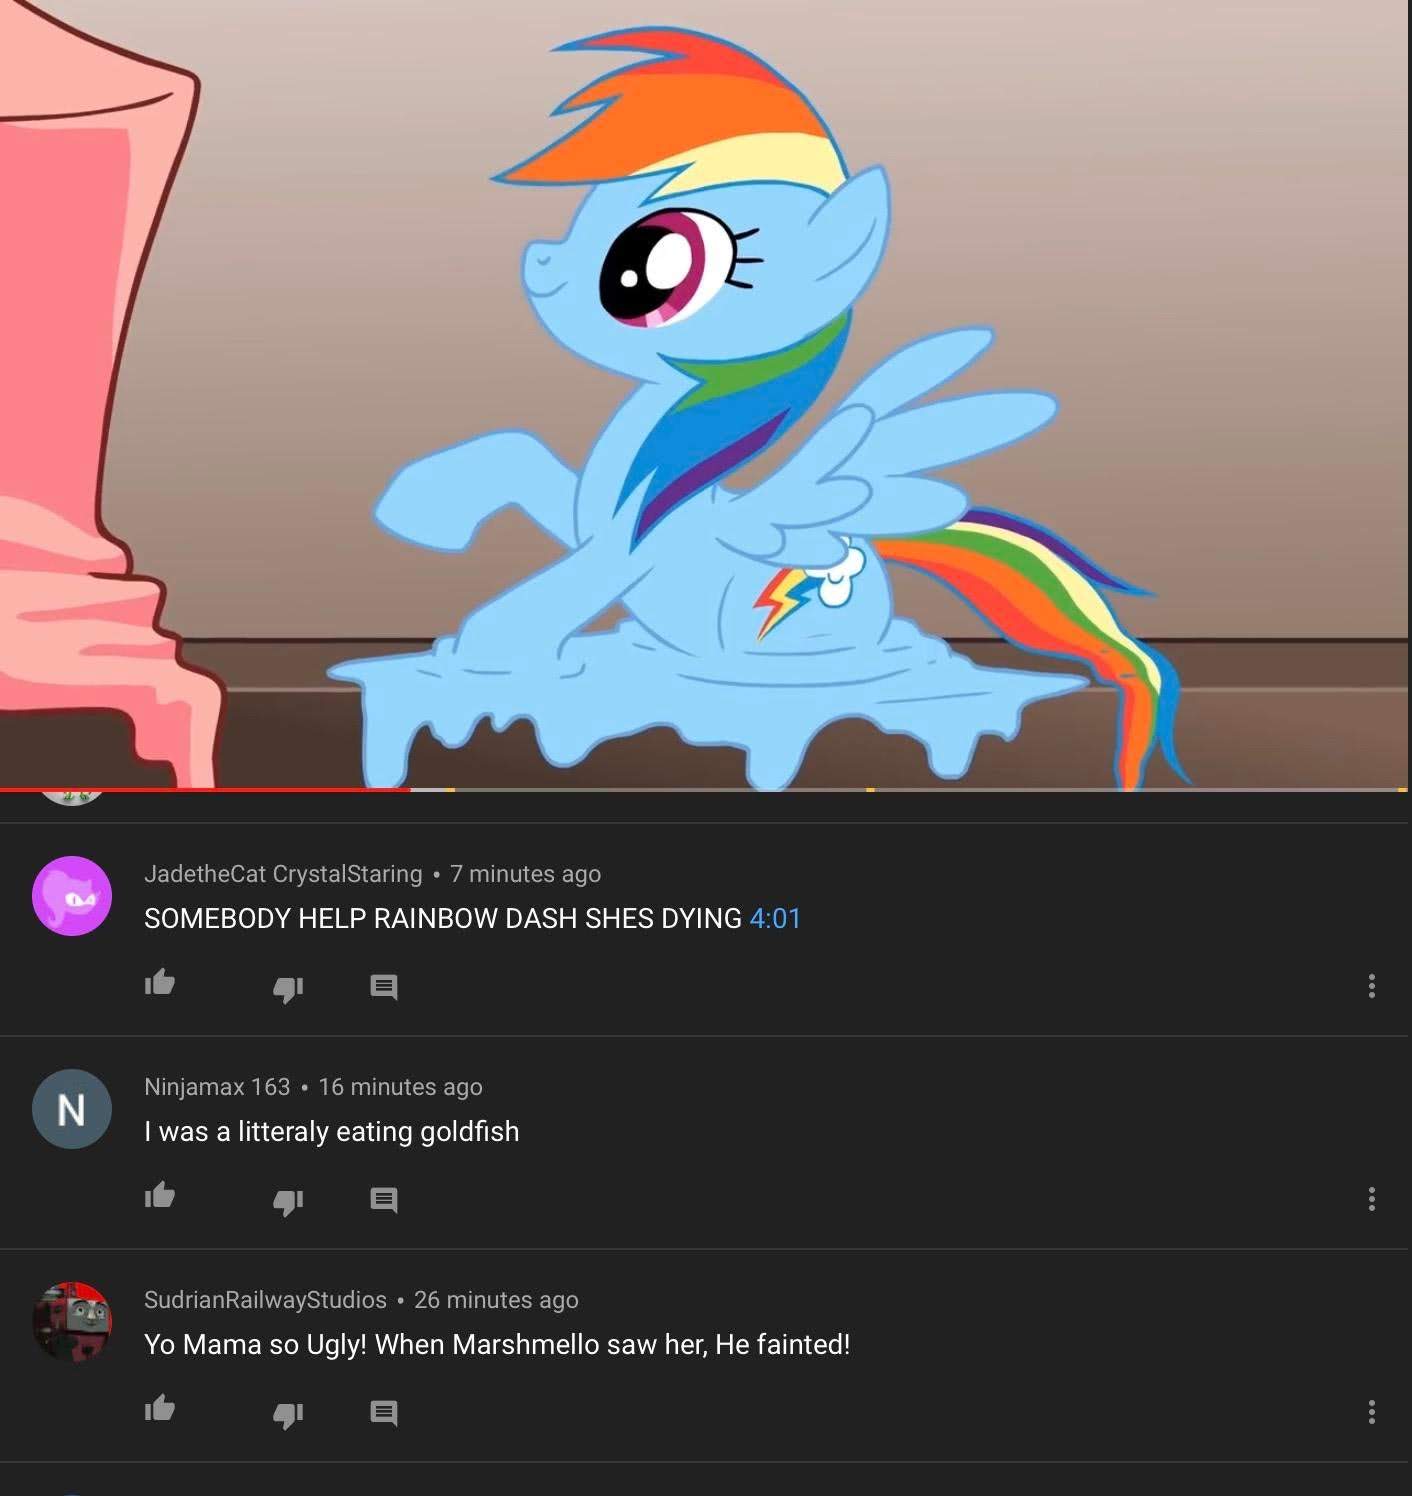 JadetheCat CrystalStaring • 7 minutes ago
SOMEBODY HELP RAINBOW DASH SHES DYING 4:01
N
Ninjamax 163 • 16 minutes ago
I was a litteraly eating goldfish
SudrianRailwayStudios • 26 minutes ago
Yo Mama so Ugly! When Marshmello saw her, He fainted!